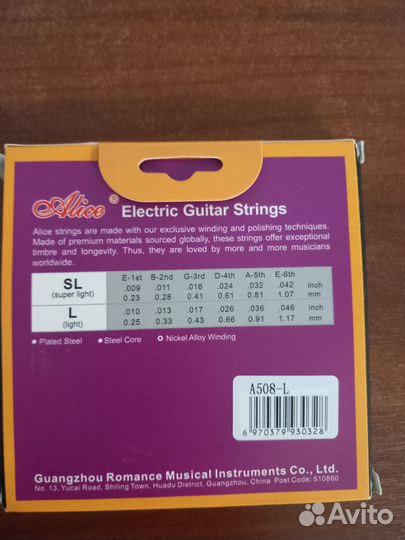 Alice ® Electric Guitar Strings
Alice strings are made with our exclusive winding and polishing techniques.
Made of premium materials sourced globally, these strings offer exceptional
timbre and longevity. Thus, they are loved by more and more musicians
worldwide.
E-1st B-2nd G-3rd D-4th A-5th E-6th
SL .009 .011 .016 .024 .032 .042 inch
(super light) 0.23 0.28 0.41 0.61 0.81 1.07 mm
L .010 .013 .017 .026 .036 .046 inch
(light) 0.25 0.33 0.43 0.66 0.91 1.17 mm
Plated Steel Steel Core Nickel Alloy Winding
A508-L
6 970379 930328
Guangzhou Romance Musical Instruments Co., Ltd.
No. 13, Yucai Road, Shiling Town, Huadu District, Guangzhou, China Post Code: 510860
Avito